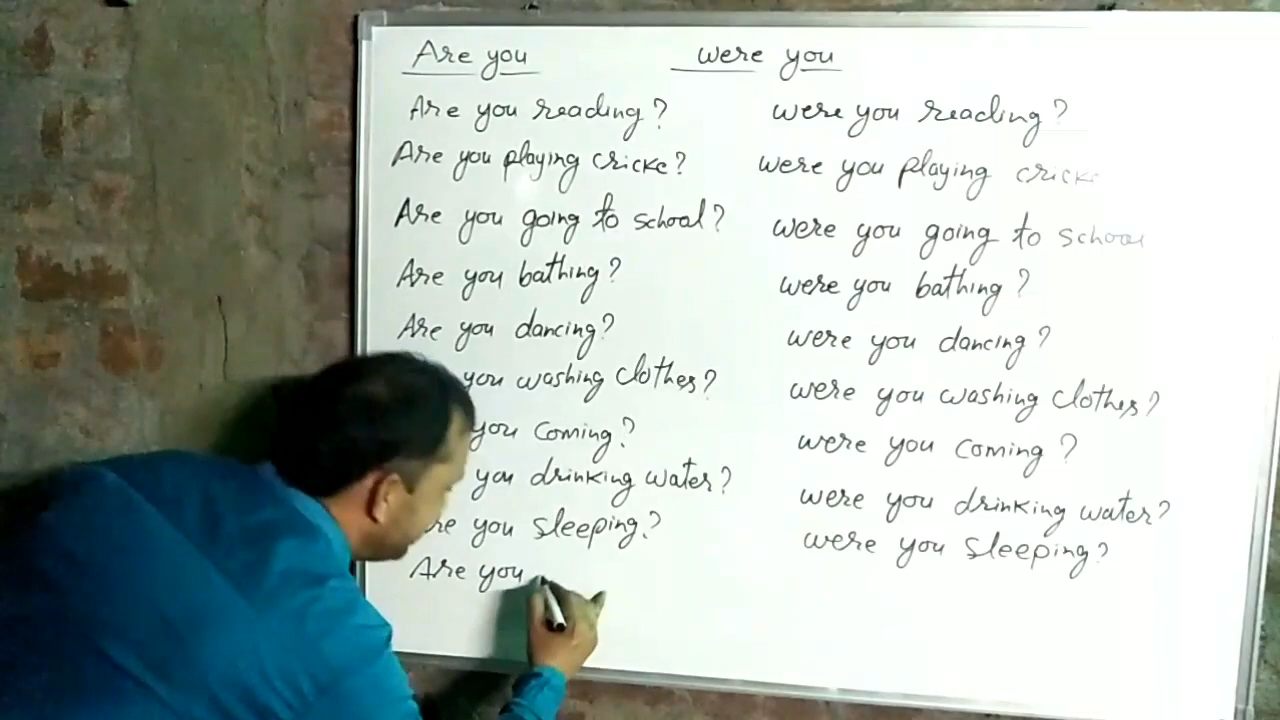 Are you were you
Are you reading? were you reading?
Are you playing cricke? were you playing cricke
Are you going to school? were you going to school
Are you bathing? were you bathing?
Are you dancing? were you dancing?
you washing clothes? were you washing clothes?
you coming? were you coming?
you drinking water? were you drinking water?
re you sleeping? were you sleeping?
Are you